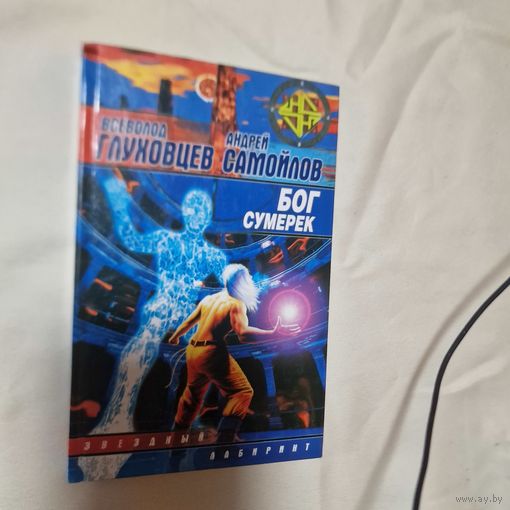 ВСЕВОЛОД АНДРЕЙ
ГЛУХОВЦЕВ САМОЙЛОВ
БОГ
СУМЕРЕК
ЗВЕЗДНЫЙ
ЛАБИРИНТ
www.ay.by